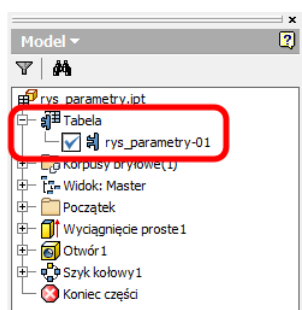 Model
rys_parametry.ipt
Tabela
rys_parametry-01
Korpusy bryłowe(1)
Widok: Master
Początek
Wyciągnięcie proste1
Otwór1
Szyk kołowy1
Koniec części